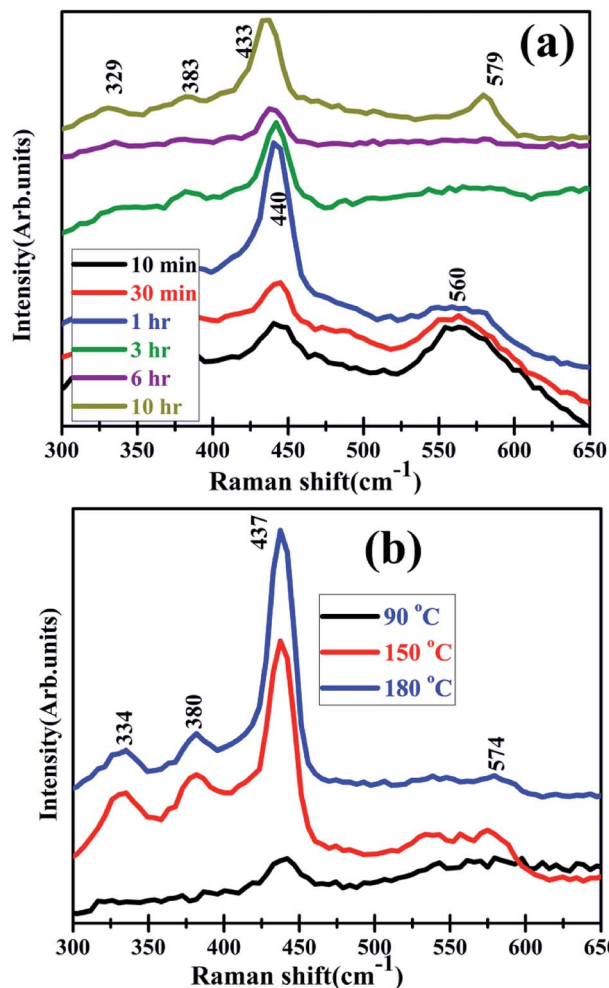 (a)
329
383
433
579
440
560
Intensity(Arb.units)
10 min
30 min
1 hr
3 hr
6 hr
10 hr
300 350 400 450 500 550 600 650
Raman shift(cm⁻¹)
(b)
437
334
380
574
90 °C
150 °C
180 °C
Intensity(Arb.units)
300 350 400 450 500 550 600 650
Raman shift(cm⁻¹)